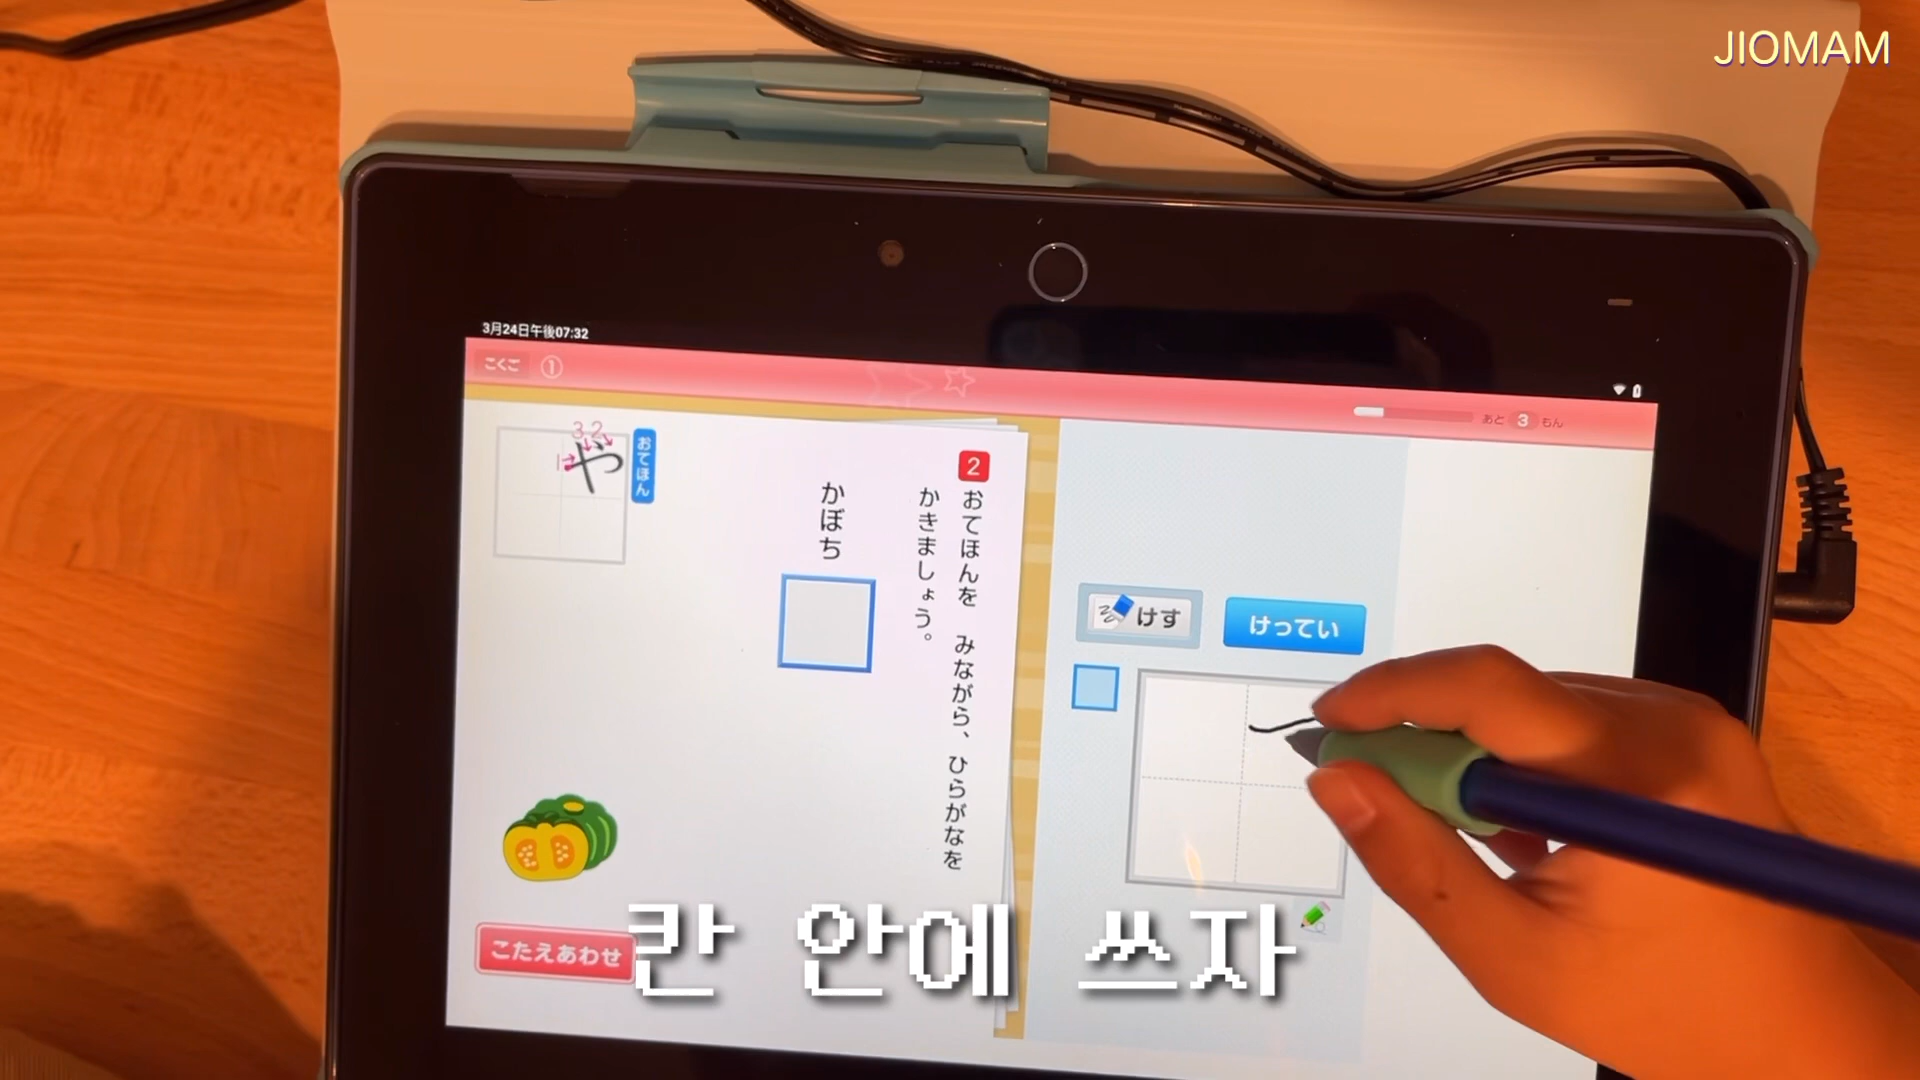 JIOMAM
3月24日午後07:32
こくご ①
あと 3 もん
2 おてほんを みながら、ひらがなを
かきましょう。
かぼち
おてほん
や
1 2 3
けす
けってい
こたえあわせ
칸 안에 쓰자